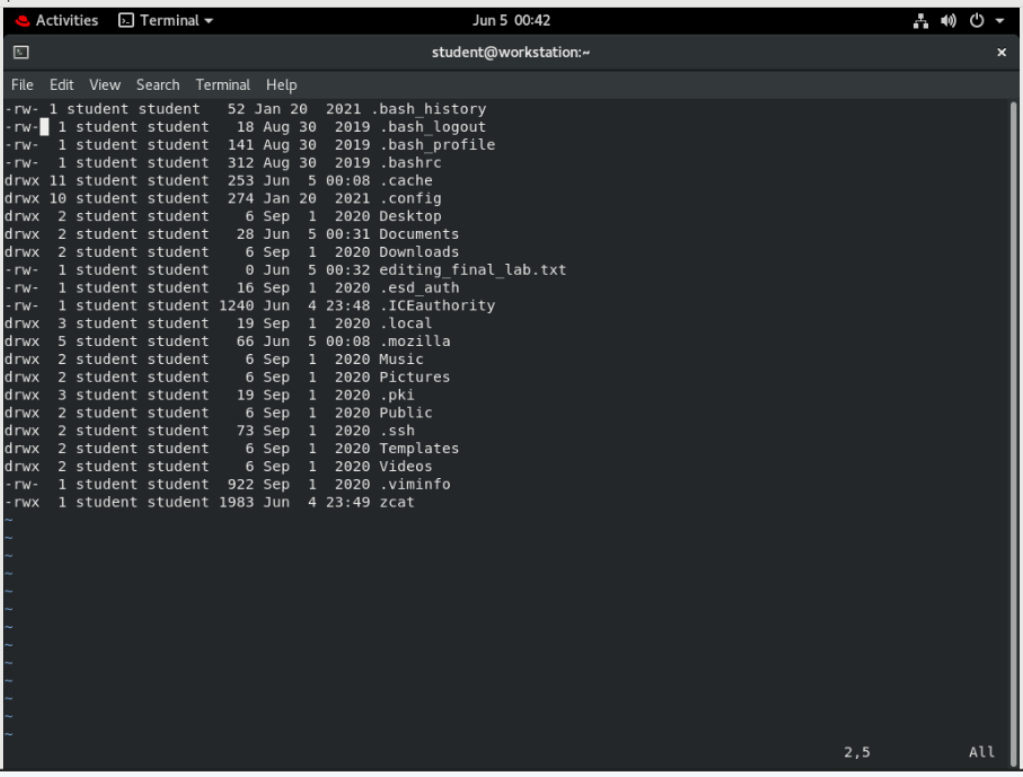 Activities Terminal Jun 5 00:42
student@workstation:~ ×
File Edit View Search Terminal Help
-rw- 1 student student   52 Jan 20  2021 .bash_history
-rw-  1 student student   18 Aug 30  2019 .bash_logout
-rw-  1 student student  141 Aug 30  2019 .bash_profile
-rw-  1 student student  312 Aug 30  2019 .bashrc
drwx 11 student student  253 Jun  5 00:08 .cache
drwx 10 student student  274 Jan 20  2021 .config
drwx  2 student student    6 Sep  1  2020 Desktop
drwx  2 student student   28 Jun  5 00:31 Documents
drwx  2 student student    6 Sep  1  2020 Downloads
-rw-  1 student student    0 Jun  5 00:32 editing_final_lab.txt
-rw-  1 student student   16 Sep  1  2020 .esd_auth
-rw-  1 student student 1240 Jun  4 23:48 .ICEauthority
drwx  3 student student   19 Sep  1  2020 .local
drwx  5 student student   66 Jun  5 00:08 .mozilla
drwx  2 student student    6 Sep  1  2020 Music
drwx  2 student student    6 Sep  1  2020 Pictures
drwx  3 student student   19 Sep  1  2020 .pki
drwx  2 student student    6 Sep  1  2020 Public
drwx  2 student student   73 Sep  1  2020 .ssh
drwx  2 student student    6 Sep  1  2020 Templates
drwx  2 student student    6 Sep  1  2020 Videos
-rw-  1 student student  922 Sep  1  2020 .viminfo
-rwx  1 student student 1983 Jun  4 23:49 zcat
~
~
~
~
~
~
~
~
~
~
~
~
~
2,5 All